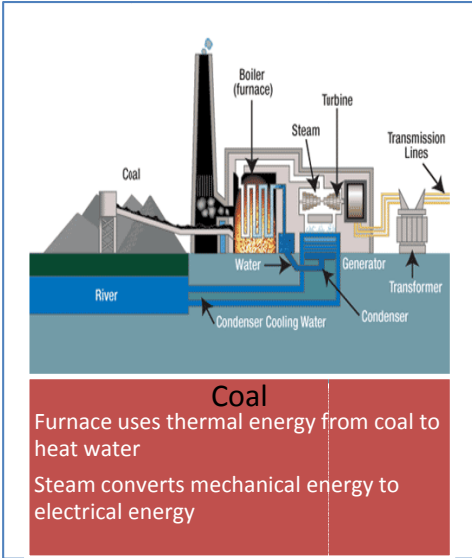 Boiler
(furnace)
Turbine
Steam
Transmission
Lines
Coal
Water
Generator
River
Transformer
Condenser Cooling Water
Condenser
Coal
Furnace uses thermal energy from coal to
heat water
Steam converts mechanical energy to
electrical energy